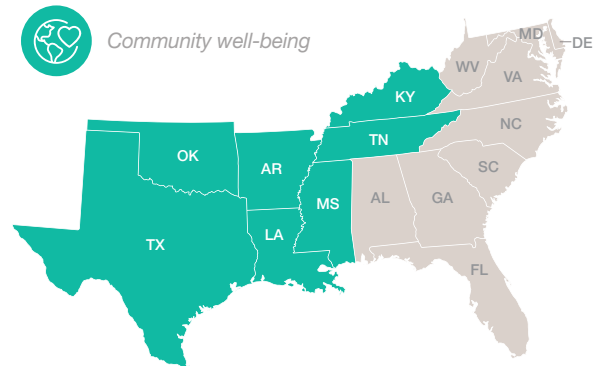 Community well-being
MD
DE
WV
VA
KY
NC
TN
OK
AR
SC
MS
AL
GA
LA
TX
FL